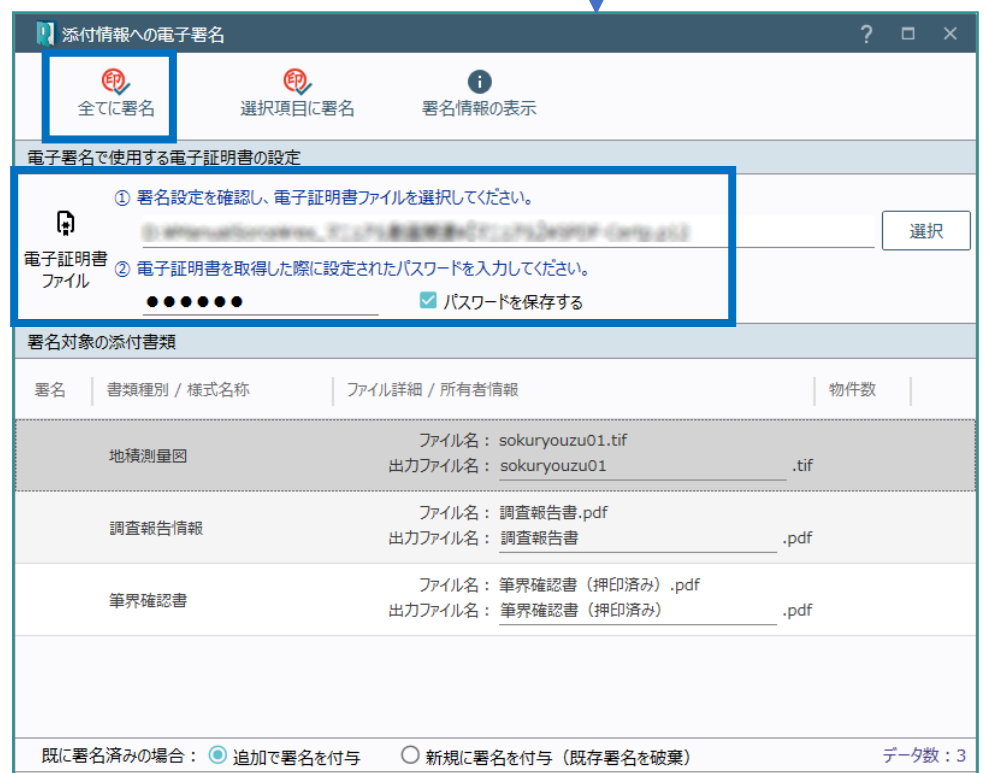 添付情報への電子署名
全てに署名
選択項目に署名
署名情報の表示
電子署名で使用する電子証明書の設定
① 署名設定を確認し、電子証明書ファイルを選択してください。
選択
電子証明書
ファイル
② 電子証明書を取得した際に設定されたパスワードを入力してください。
●●●●●●
パスワードを保存する
署名対象の添付書類
署名 書類種別 / 様式名称 ファイル詳細 / 所有者情報 物件数
地積測量図
ファイル名： sokuryouzu01.tif
出力ファイル名： sokuryouzu01 .tif
調査報告情報
ファイル名： 調査報告書.pdf
出力ファイル名： 調査報告書 .pdf
筆界確認書
ファイル名： 筆界確認書（押印済み）.pdf
出力ファイル名： 筆界確認書（押印済み） .pdf
既に署名済みの場合： 追加で署名を付与 新規に署名を付与（既存署名を破棄） データ数：3